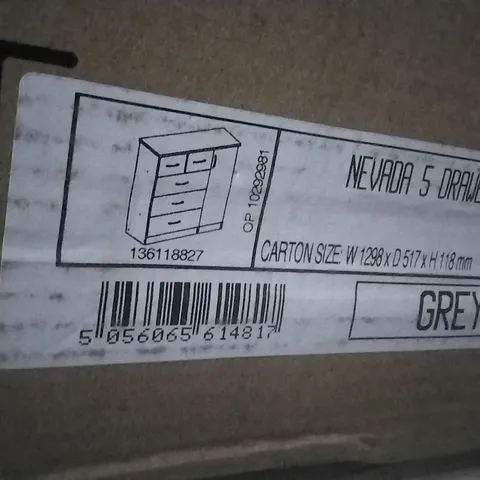 NEVADA 5 DRAWE
OP 10292981
136118827
CARTON SIZE: W 1298 x D 517 x H 118 mm
GREY
5 056065 614817